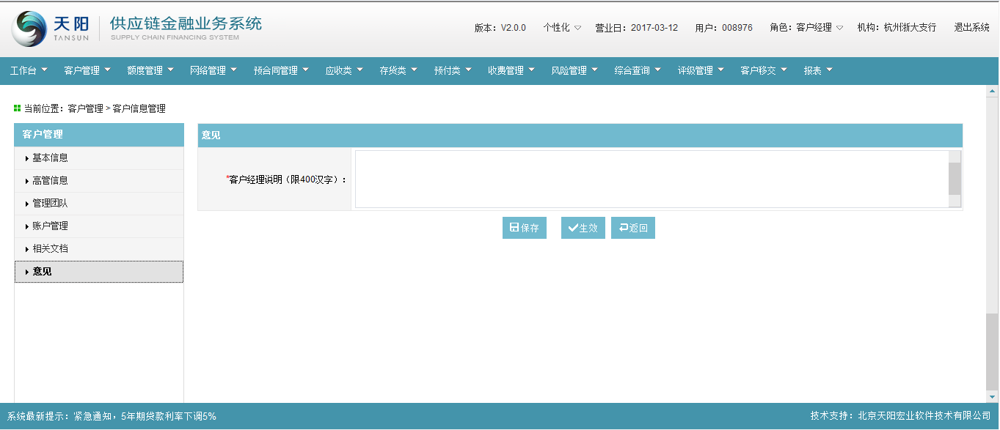 天阳 TANSUN 供应链金融业务系统 SUPPLY CHAIN FINANCING SYSTEM
版本：V2.0.0 个性化 营业日：2017-03-12 用户：008976 角色：客户经理 机构：杭州浙大支行 退出系统
工作台 客户管理 额度管理 网络管理 预合同管理 应收类 存货类 预付类 收费管理 风险管理 综合查询 评级管理 客户移交 报表
当前位置：客户管理 > 客户信息管理
客户管理
基本信息
高管信息
管理团队
账户管理
相关文档
意见
意见
*客户经理说明（限400汉字）：
保存 生效 返回
系统最新提示：紧急通知，5年期贷款利率下调5%
技术支持：北京天阳宏业软件技术有限公司